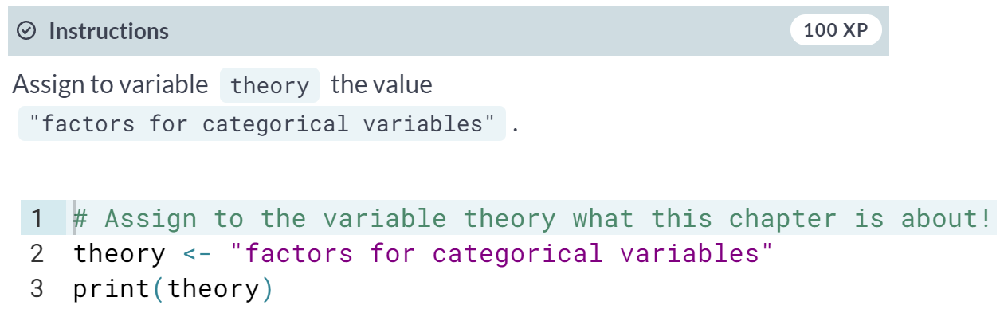 Instructions
100 XP
Assign to variable theory the value
"factors for categorical variables" .
1 # Assign to the variable theory what this chapter is about!
2 theory <- "factors for categorical variables"
3 print(theory)